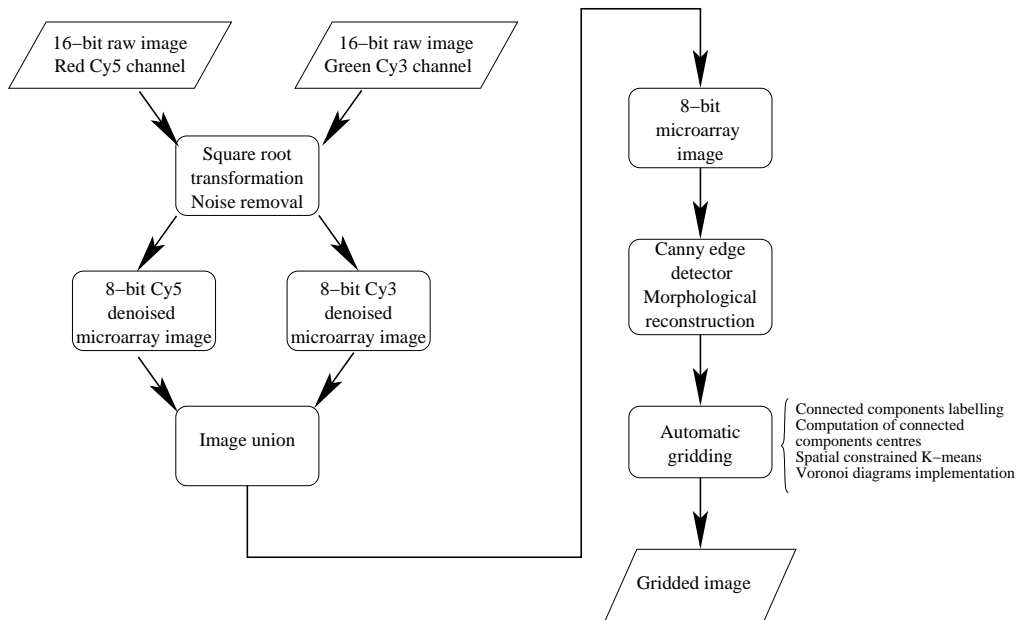 16−bit raw image
Red Cy5 channel
16−bit raw image
Green Cy3 channel
Square root
transformation
Noise removal
8−bit Cy5
denoised
microarray image
8−bit Cy3
denoised
microarray image
Image union
8−bit
microarray
image
Canny edge
detector
Morphological
reconstruction
Automatic
gridding
Connected components labelling
Computation of connected
components centres
Spatial constrained K−means
Voronoi diagrams implementation
Gridded image